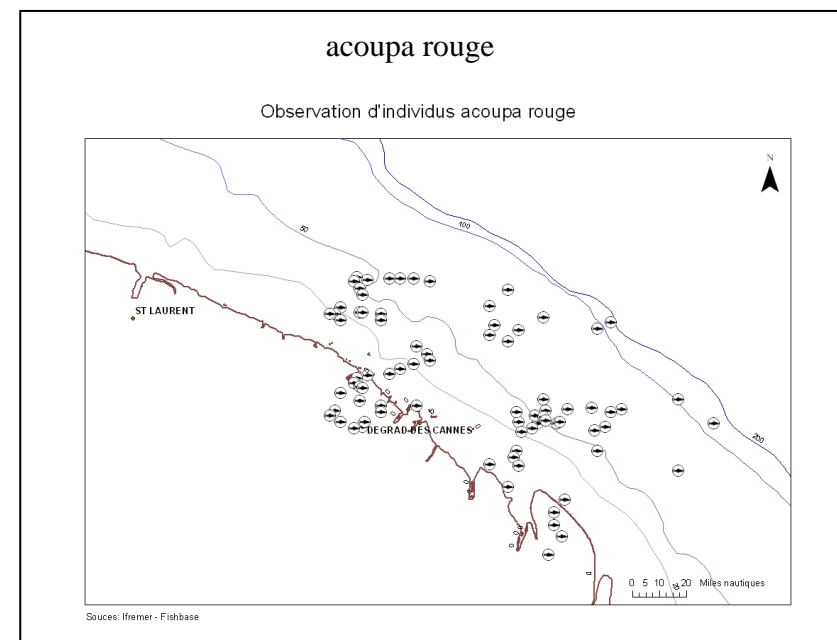 acoupa rouge
Observation d'individus acoupa rouge
N
50
100
ST LAURENT
DEGRAD DES CANNES
200
20
0 5 10 20 Miles nautiques
Souces: Ifremer - Fishbase